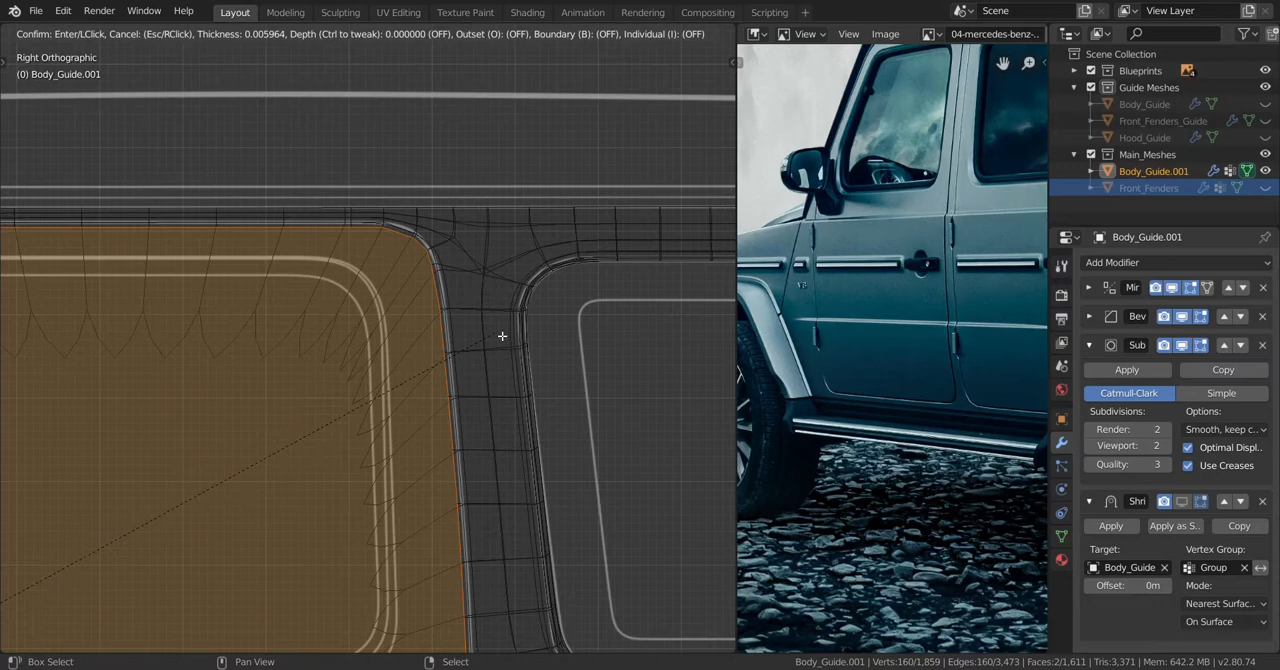 File Edit Render Window Help Layout Modeling Sculpting UV Editing Texture Paint Shading Animation Rendering Compositing Scripting + Scene View Layer
Confirm: Enter/LClick, Cancel: (Esc/RClick), Thickness: 0.005964, Depth (Ctrl to tweak): 0.000000 (OFF), Outset (O): (OFF), Boundary (B): (OFF), Individual (I): (OFF)
View View Image 04-mercedes-benz-..
Right Orthographic
(0) Body_Guide.001
Scene Collection
Blueprints 4
Guide Meshes
Body_Guide
Front_Fenders_Guide
Hood_Guide
Main_Meshes
Body_Guide.001
Front_Fenders
Body_Guide.001
Add Modifier
Mir
Bev
Sub
Apply Copy
Catmull-Clark Simple
Subdivisions: Options:
Render: 2 Smooth, keep c..
Viewport: 2 Optimal Displ..
Quality: 3 Use Creases
Shri
Apply Apply as S.. Copy
Target: Vertex Group:
Body_Guide Group
Offset: 0m Mode:
Nearest Surfac..
On Surface
Box Select Pan View Select Body_Guide.001 | Verts:160/1,859 | Edges:160/3,473 | Faces:2/1,611 | Tris:3,371 | Mem: 642.2 MB | v2.80.74